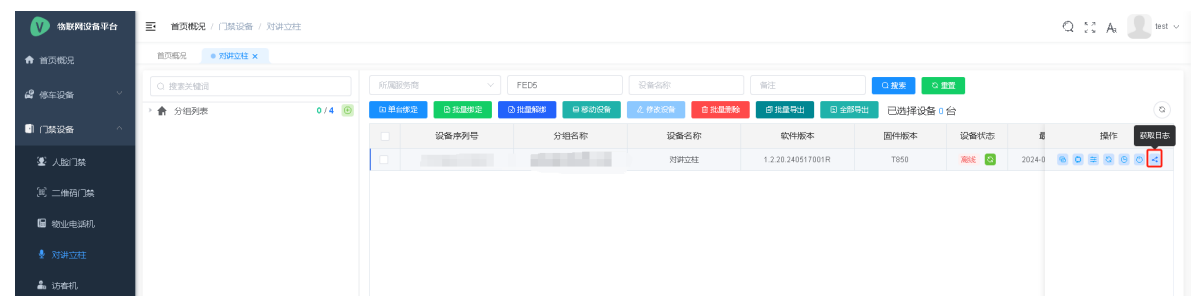 物联网设备平台
首页概况 / 门禁设备 / 对讲立柱
test
首页概况
停车设备
门禁设备
人脸门禁
二维码门禁
物业电话机
对讲立柱
访客机
首页概况
对讲立柱 ×
搜索关键词
分组列表 0 / 4
所属服务商 FED5 设备名称 备注 搜索 重置
单台绑定 批量绑定 批量解绑 移动设备 修改设备 批量删除 批量导出 全部导出 已选择设备 0 台
设备序列号 分组名称 设备名称 软件版本 固件版本 设备状态 操作
获取日志
对讲立柱 1.2.20.240517001R T850 离线 2024-0